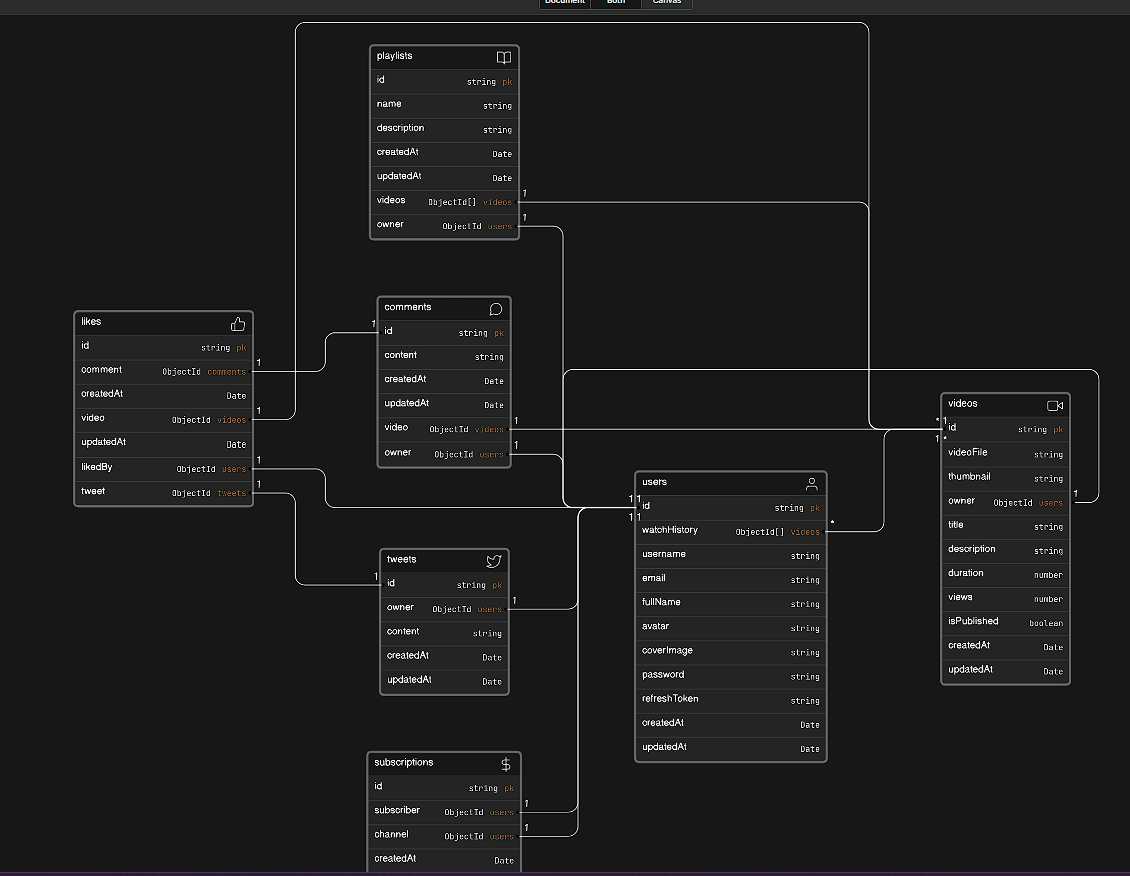 Document Both Canvas
playlists
id string pk
name string
description string
createdAt Date
updatedAt Date
videos ObjectId[] videos 1
owner ObjectId users 1
likes
id string pk
comment ObjectId comments 1
createdAt Date
video ObjectId videos 1
updatedAt Date
likedBy ObjectId users 1
tweet ObjectId tweets 1
comments
1 id string pk
content string
createdAt Date
updatedAt Date
video ObjectId videos 1
owner ObjectId users 1
tweets
1 id string pk
owner ObjectId users 1
content string
createdAt Date
updatedAt Date
subscriptions
id string pk
subscriber ObjectId users 1
channel ObjectId users 1
createdAt Date
users
1 1
id string pk
1 1
watchHistory ObjectId[] videos *
username string
email string
fullName string
avatar string
coverImage string
password string
refreshToken string
createdAt Date
updatedAt Date
videos
* 1
id string pk
1 *
videoFile string
thumbnail string
owner ObjectId users 1
title string
description string
duration number
views number
isPublished boolean
createdAt Date
updatedAt Date